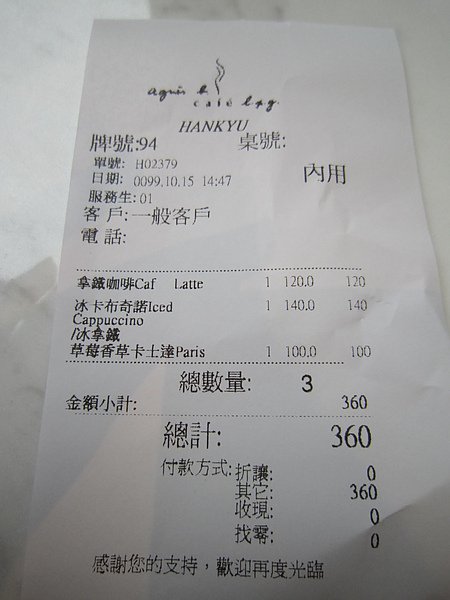 agnès b.
café l.p.g.
HANKYU
牌號:94 桌號:
單號: H02379
日期: 0099.10.15 14:47 內用
服務生:01
客戶:一般客戶
電話:
拿鐵咖啡Caf Latte 1 120.0 120
冰卡布奇諾Iced 1 140.0 140
Cappuccino
/冰拿鐵
草莓香草卡士達Paris 1 100.0 100
總數量: 3
金額小計: 360
總計: 360
付款方式:折讓: 0
其它: 360
收現: 0
找零: 0
感謝您的支持，歡迎再度光臨